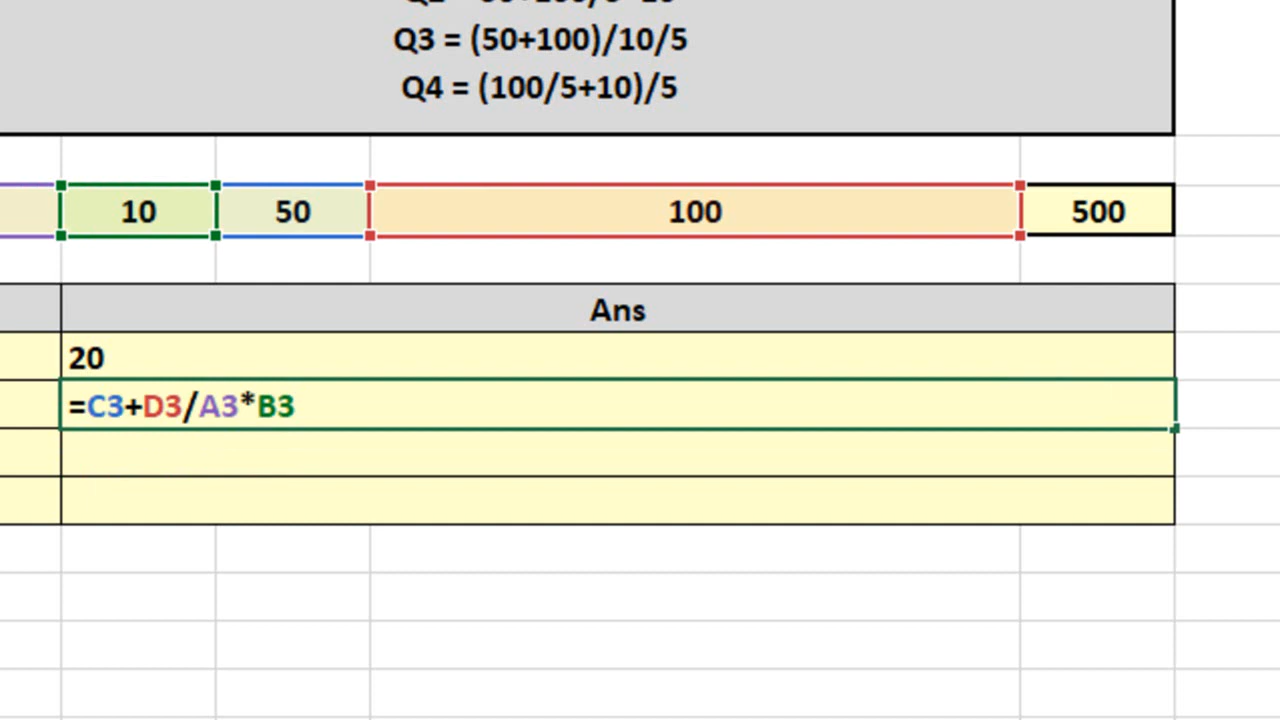 Q3 = (50+100)/10/5
Q4 = (100/5+10)/5
10 50 100 500
Ans
20
=C3+D3/A3*B3